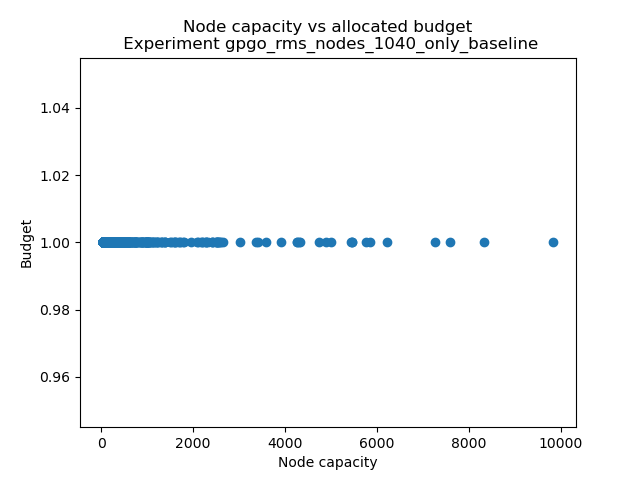 Node capacity vs allocated budget
Experiment gpgo_rms_nodes_1040_only_baseline
1.04
1.02
1.00
0.98
0.96
Budget
0
2000
4000
6000
8000
10000
Node capacity